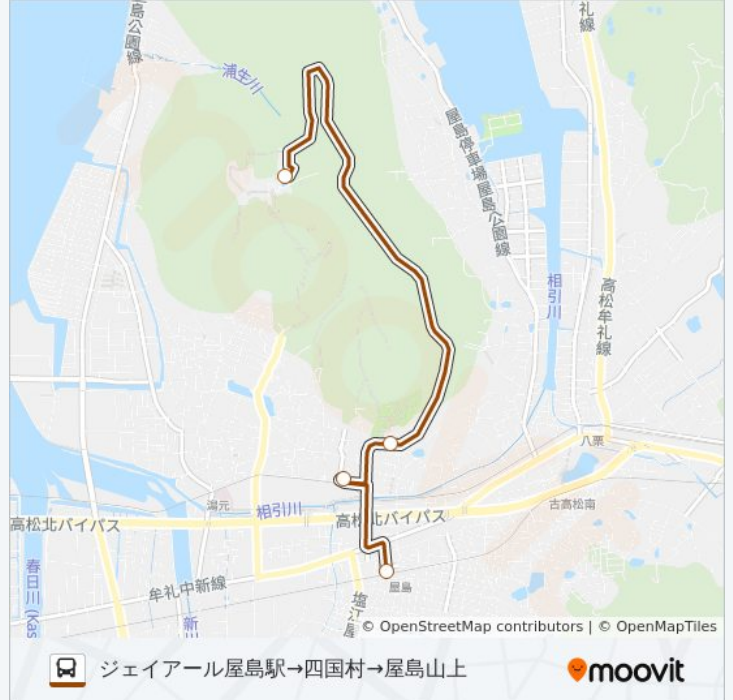 屋島公園線
礼線
浦生川
屋島停車場屋島公園線
相引川
高松牟礼線
八栗
湯元
相引川
高松北バイパス
高松北バイパス
古高松南
春日川 (Kas
牟礼中新線
新川
塩江屋
屋島
© OpenStreetMap contributors | © OpenMapTiles
ジェイアール屋島駅→四国村→屋島山上
moovit